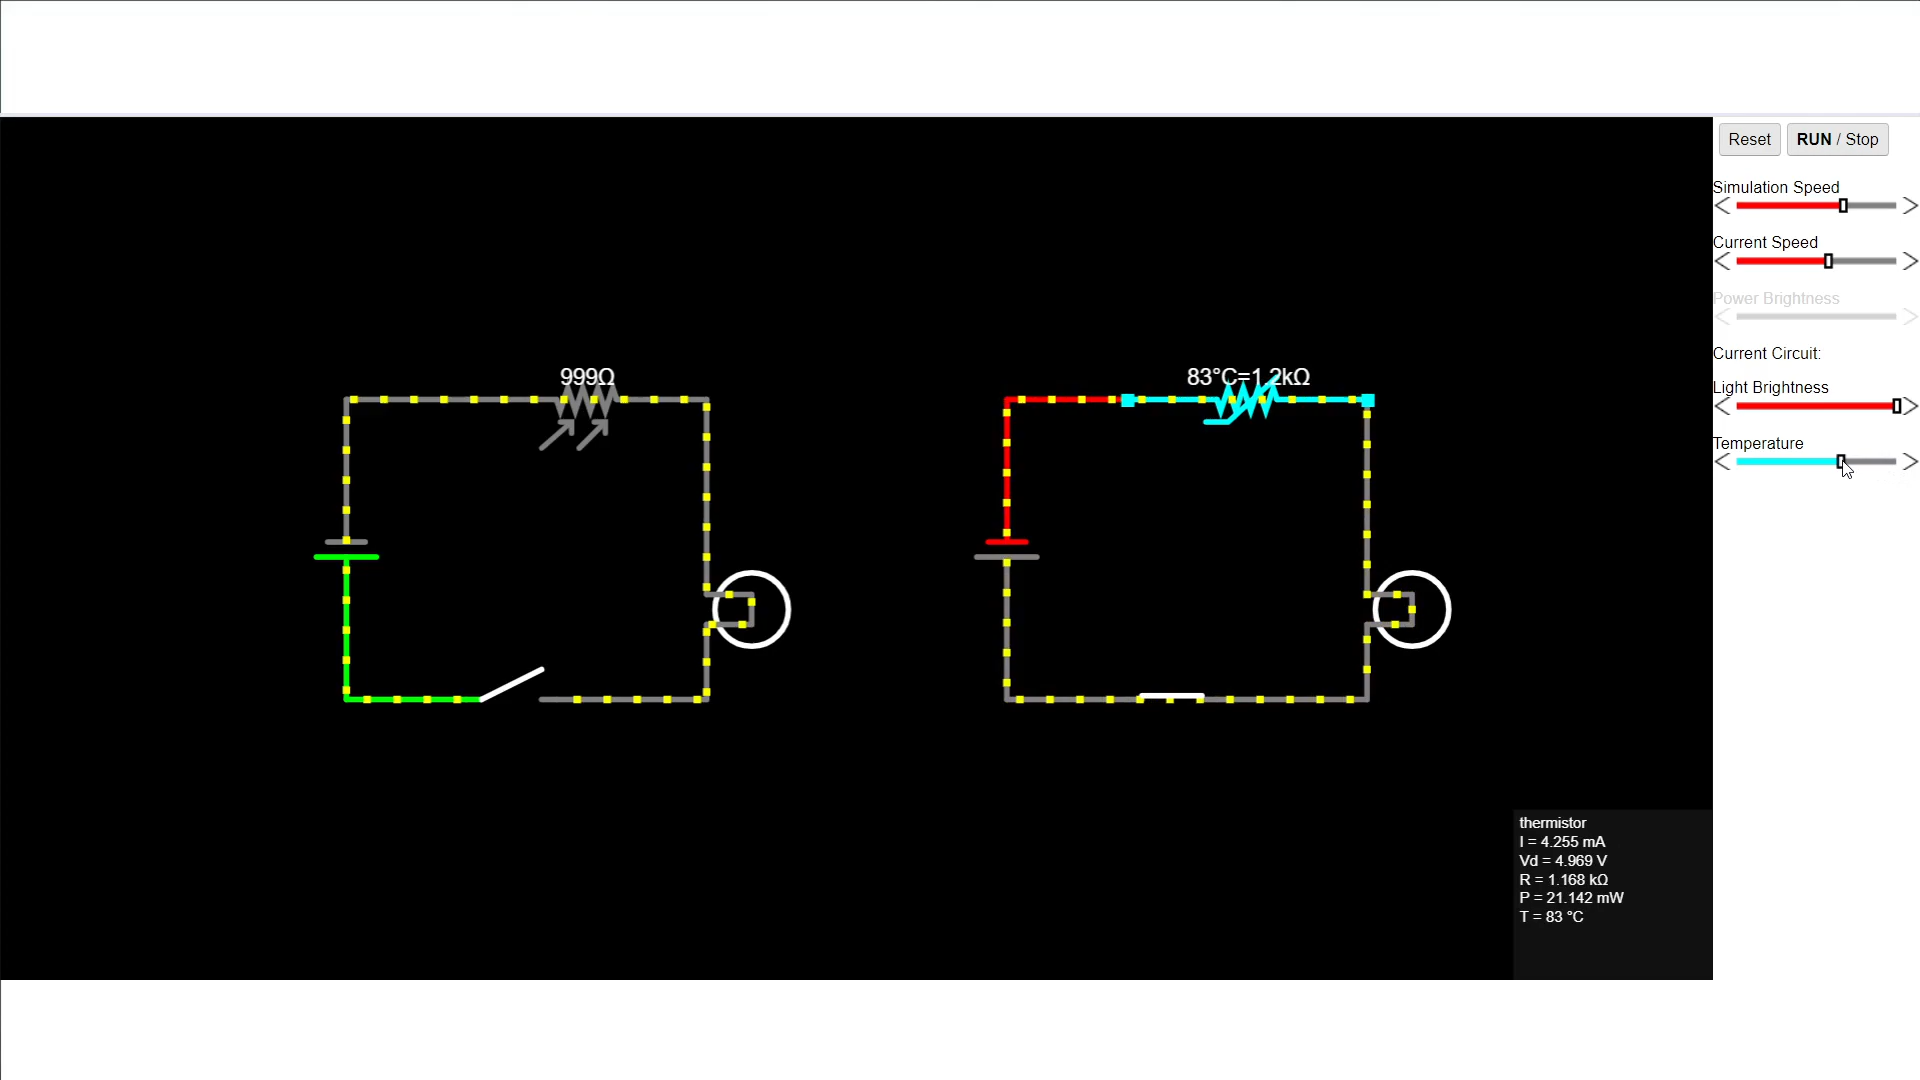 Reset
RUN / Stop
Simulation Speed
Current Speed
Power Brightness
Current Circuit:
Light Brightness
Temperature
999Ω
83°C=1.2kΩ
thermistor
I = 4.255 mA
Vd = 4.969 V
R = 1.168 kΩ
P = 21.142 mW
T = 83 °C